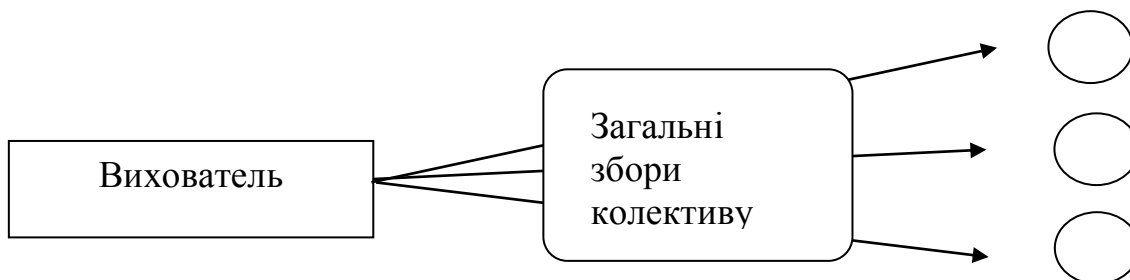 Вихователь
Загальні
збори
колективу